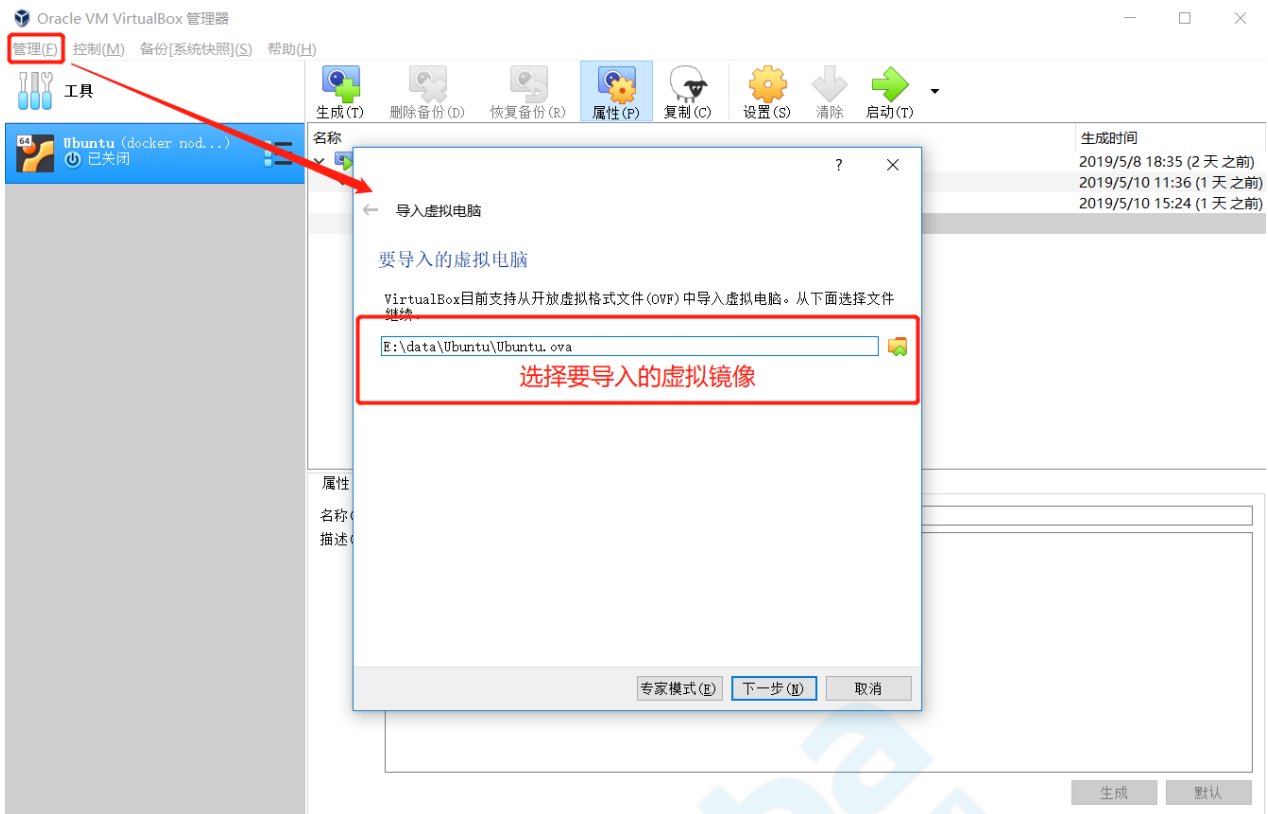 Oracle VM VirtualBox 管理器
管理(F) 控制(M) 备份[系统快照](S) 帮助(H)
工具
生成(T) 删除备份(D) 恢复备份(R) 属性(P) 复制(C) 设置(S) 清除 启动(T)
64
Ubuntu (docker nod...)
已关闭
名称 生成时间
2019/5/8 18:35 (2 天之前)
2019/5/10 11:36 (1 天之前)
2019/5/10 15:24 (1 天之前)
?
导入虚拟电脑
要导入的虚拟电脑
VirtualBox目前支持从开放虚拟格式文件(OVF)中导入虚拟电脑。从下面选择文件
继续.
E:\data\Ubuntu\Ubuntu.ova
选择要导入的虚拟镜像
属性
名称(
描述(
专家模式(E) 下一步(N) 取消
生成 默认